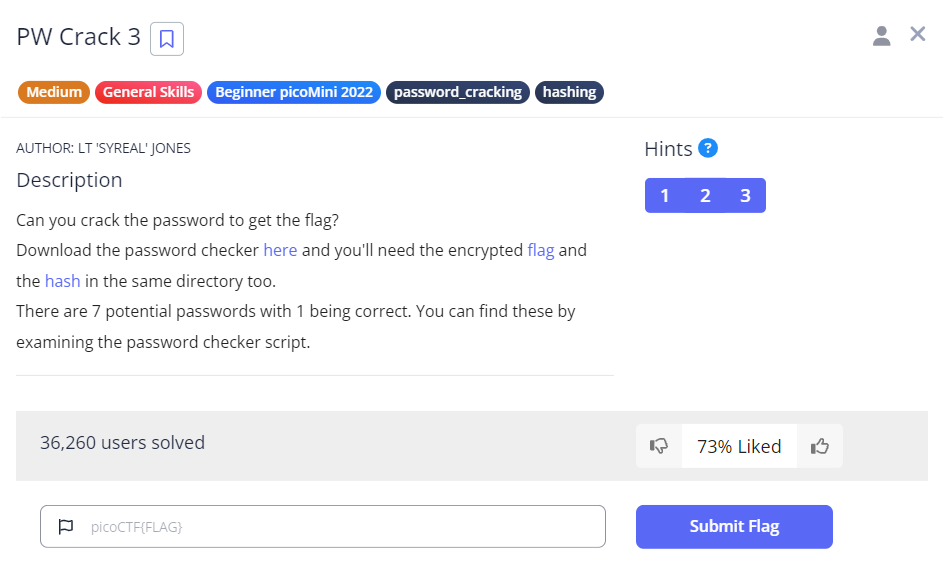 PW Crack 3
Medium General Skills Beginner picoMini 2022 password_cracking hashing
AUTHOR: LT 'SYREAL' JONES
Description
Can you crack the password to get the flag?
Download the password checker here and you'll need the encrypted flag and
the hash in the same directory too.
There are 7 potential passwords with 1 being correct. You can find these by
examining the password checker script.
Hints ?
1 2 3
36,260 users solved
73% Liked
picoCTF{FLAG}
Submit Flag